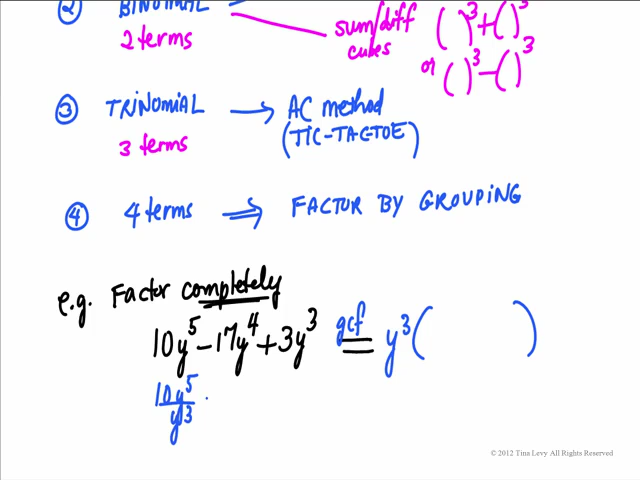 ② BINOMIAL
2 terms
sum/diff cubes
( )³ + ( )³
or ( )³ - ( )³
③ TRINOMIAL → AC method
(TIC-TAC-TOE)
3 terms
④ 4 terms ⇒ FACTOR BY GROUPING
e.g. Factor completely
10y⁵ - 17y⁴ + 3y³ gcf = y³( )
10y⁵/y³
© 2012 Tina Levy All Rights Reserved